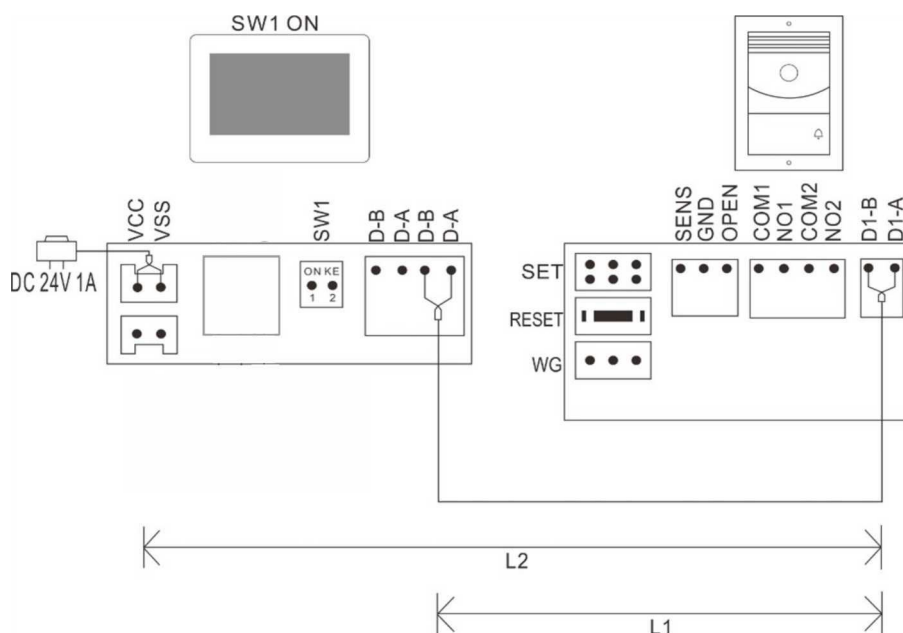 SW1 ON
VCC
VSS
SW1
D-B
D-A
D-B
D-A
DC 24V 1A
ON KE
1 2
SENS
GND
OPEN
COM1
NO1
COM2
NO2
D1-B
D1-A
SET
RESET
WG
L2
L1